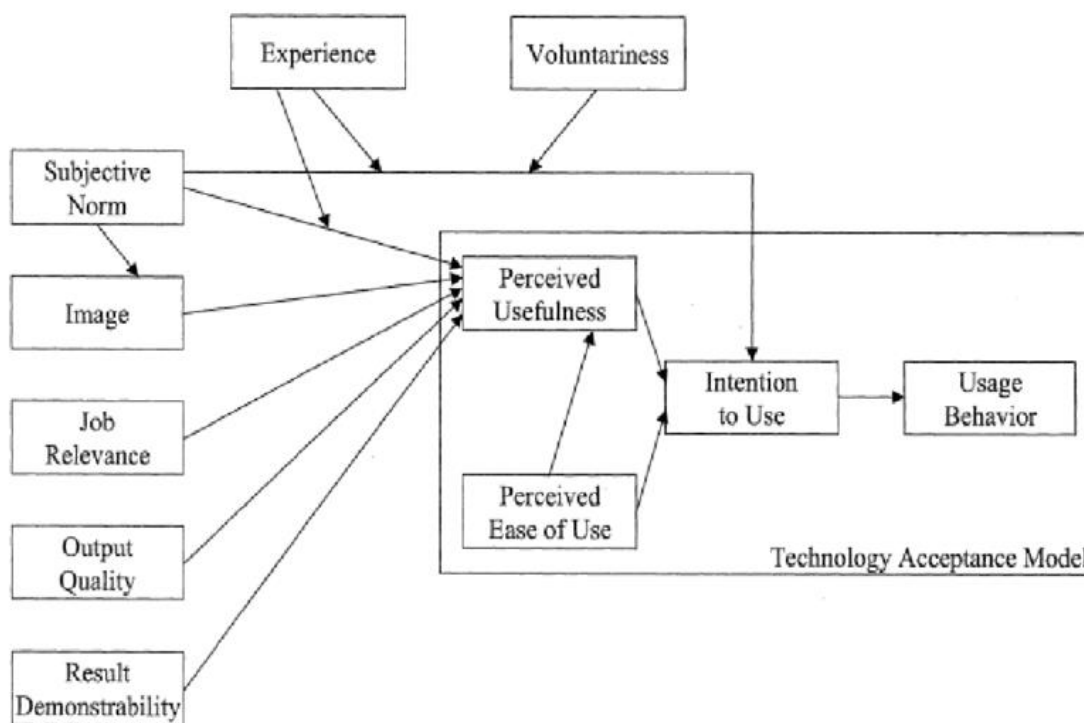 Experience
Voluntariness
Subjective
Norm
Image
Job
Relevance
Output
Quality
Result
Demonstrability
Perceived
Usefulness
Perceived
Ease of Use
Intention
to Use
Usage
Behavior
Technology Acceptance Model